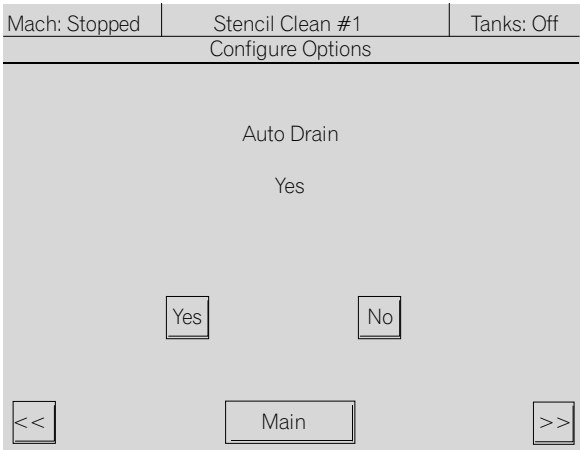 Mach: Stopped Stencil Clean #1 Tanks: Off
Configure Options
Auto Drain
Yes
Yes No
<< Main >>